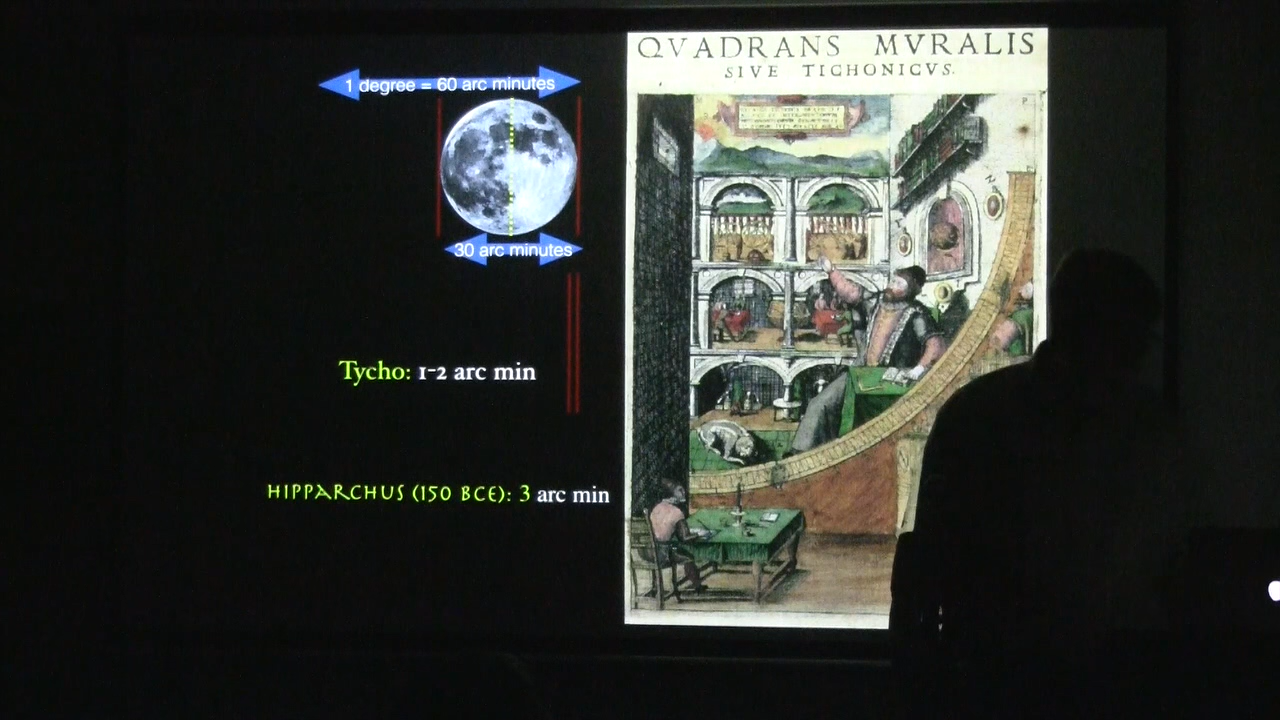 1 degree = 60 arc minutes
30 arc minutes
Tycho: 1-2 arc min
HIPPARCHUS (150 BCE): 3 arc min
QVADRANS MVRALIS
SIVE TICHONICVS.